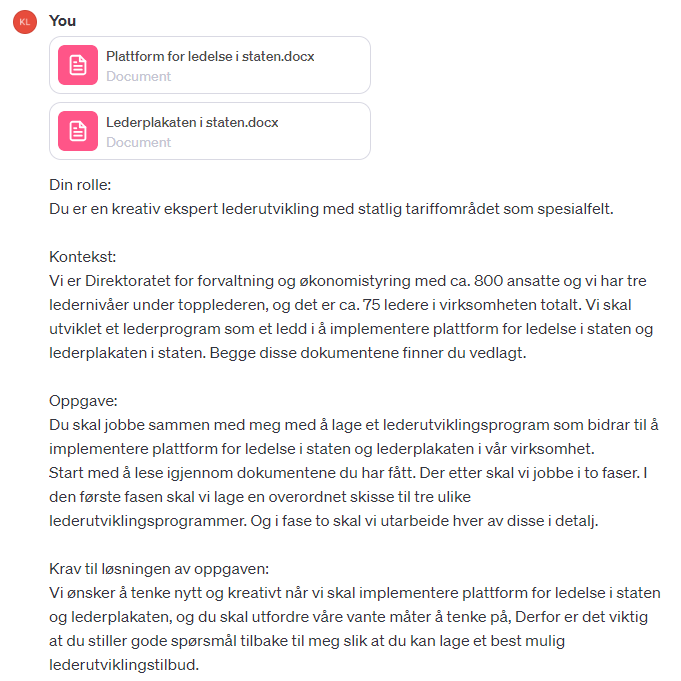 KL You
Plattform for ledelse i staten.docx
Document
Lederplakaten i staten.docx
Document
Din rolle:
Du er en kreativ ekspert lederutvikling med statlig tariffområdet som spesialfelt.
Kontekst:
Vi er Direktoratet for forvaltning og økonomistyring med ca. 800 ansatte og vi har tre
ledernivåer under topplederen, og det er ca. 75 ledere i virksomheten totalt. Vi skal
utviklet et lederprogram som et ledd i å implementere plattform for ledelse i staten og
lederplakaten i staten. Begge disse dokumentene finner du vedlagt.
Oppgave:
Du skal jobbe sammen med meg med å lage et lederutviklingsprogram som bidrar til å
implementere plattform for ledelse i staten og lederplakaten i vår virksomhet.
Start med å lese igjennom dokumentene du har fått. Der etter skal vi jobbe i to faser. I
den første fasen skal vi lage en overordnet skisse til tre ulike
lederutviklingsprogrammer. Og i fase to skal vi utarbeide hver av disse i detalj.
Krav til løsningen av oppgaven:
Vi ønsker å tenke nytt og kreativt når vi skal implementere plattform for ledelse i staten
og lederplakaten, og du skal utfordre våre vante måter å tenke på, Derfor er det viktig
at du stiller gode spørsmål tilbake til meg slik at du kan lage et best mulig
lederutviklingstilbud.